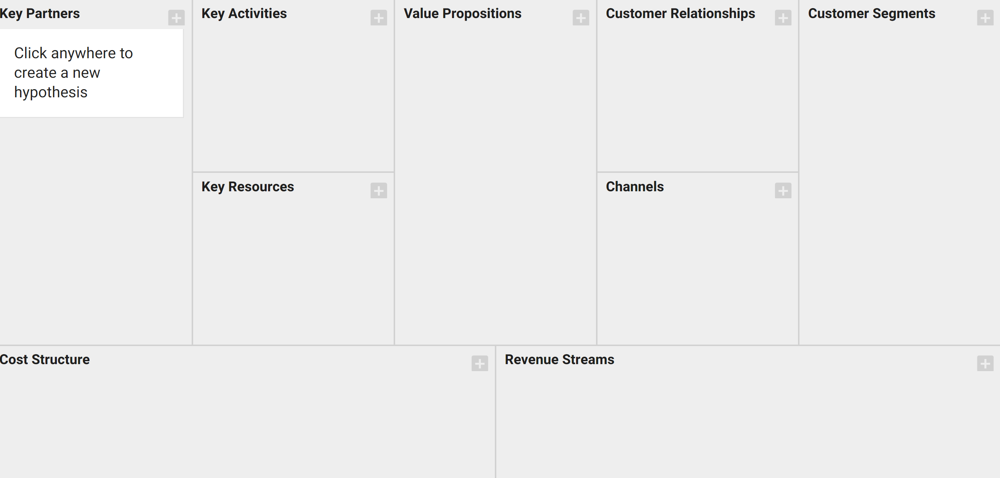 Key Partners
Click anywhere to
create a new
hypothesis
Key Activities
Key Resources
Value Propositions
Customer Relationships
Channels
Customer Segments
Cost Structure
Revenue Streams